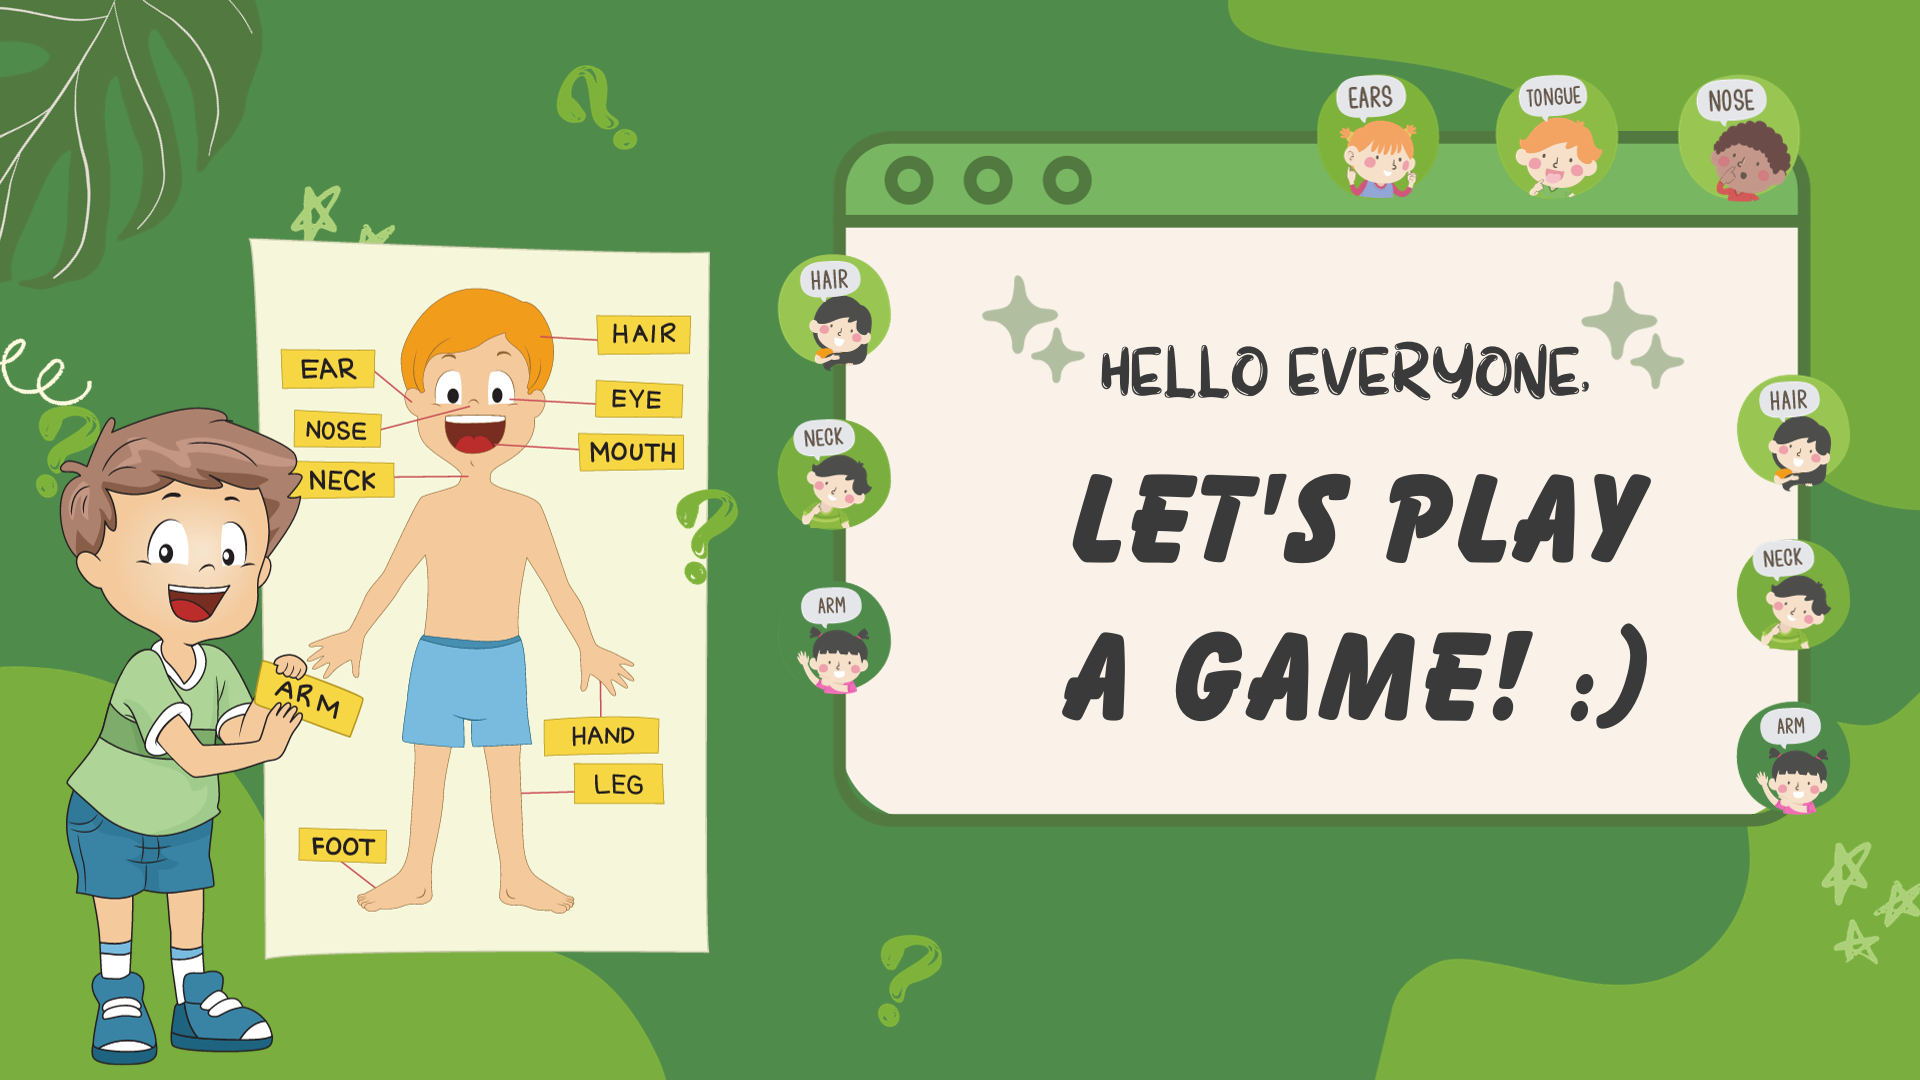 EARS
TONGUE
NOSE
HAIR
NECK
ARM
HAIR
NECK
ARM
HELLO EVERYONE,
LET'S PLAY
A GAME! :)
HAIR
EAR
EYE
NOSE
MOUTH
NECK
ARM
HAND
LEG
FOOT